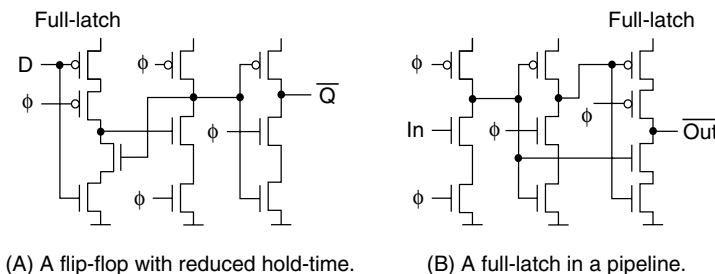 Full-latch
D
ϕ
ϕ
ϕ
ϕ
Q
(A) A flip-flop with reduced hold-time.
Full-latch
ϕ
In
ϕ
ϕ
ϕ
Out
(B) A full-latch in a pipeline.